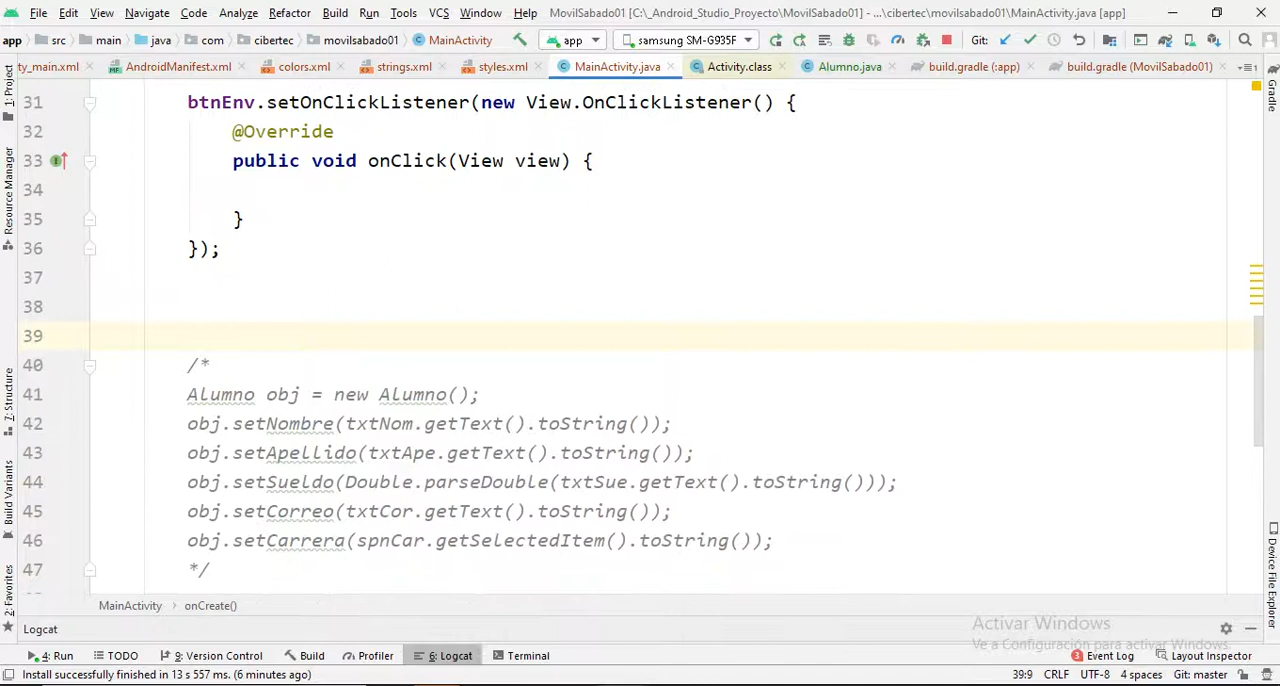 File Edit View Navigate Code Analyze Refactor Build Run Tools VCS Window Help MovilSabado01 [C:\_Android_Studio_Proyecto\MovilSabado01] - ...\cibertec\movilsabado01\MainActivity.java [app]
app src main java com cibertec movilsabado01 MainActivity app samsung SM-G935F Git:
ty_main.xml AndroidManifest.xml colors.xml strings.xml styles.xml MainActivity.java Activity.class Alumno.java build.gradle (:app) build.gradle (MovilSabado01)
1: Project
Resource Manager
7: Structure
Build Variants
2: Favorites
31 btnEnv.setOnClickListener(new View.OnClickListener() {
32 @Override
33 public void onClick(View view) {
34
35 }
36 });
37
38
39
40 /*
41 Alumno obj = new Alumno();
42 obj.setNombre(txtNom.getText().toString());
43 obj.setApellido(txtApe.getText().toString());
44 obj.setSueldo(Double.parseDouble(txtSue.getText().toString()));
45 obj.setCorreo(txtCor.getText().toString());
46 obj.setCarrera(spnCar.getSelectedItem().toString());
47 */
Gradle
Device File Explorer
MainActivity onCreate()
Logcat
Activar Windows
Ve a Configuración para activar Windows.
4: Run TODO 9: Version Control Build Profiler 6: Logcat Terminal 3 Event Log Layout Inspector
Install successfully finished in 13 s 557 ms. (6 minutes ago) 39:9 CRLF UTF-8 4 spaces Git: master